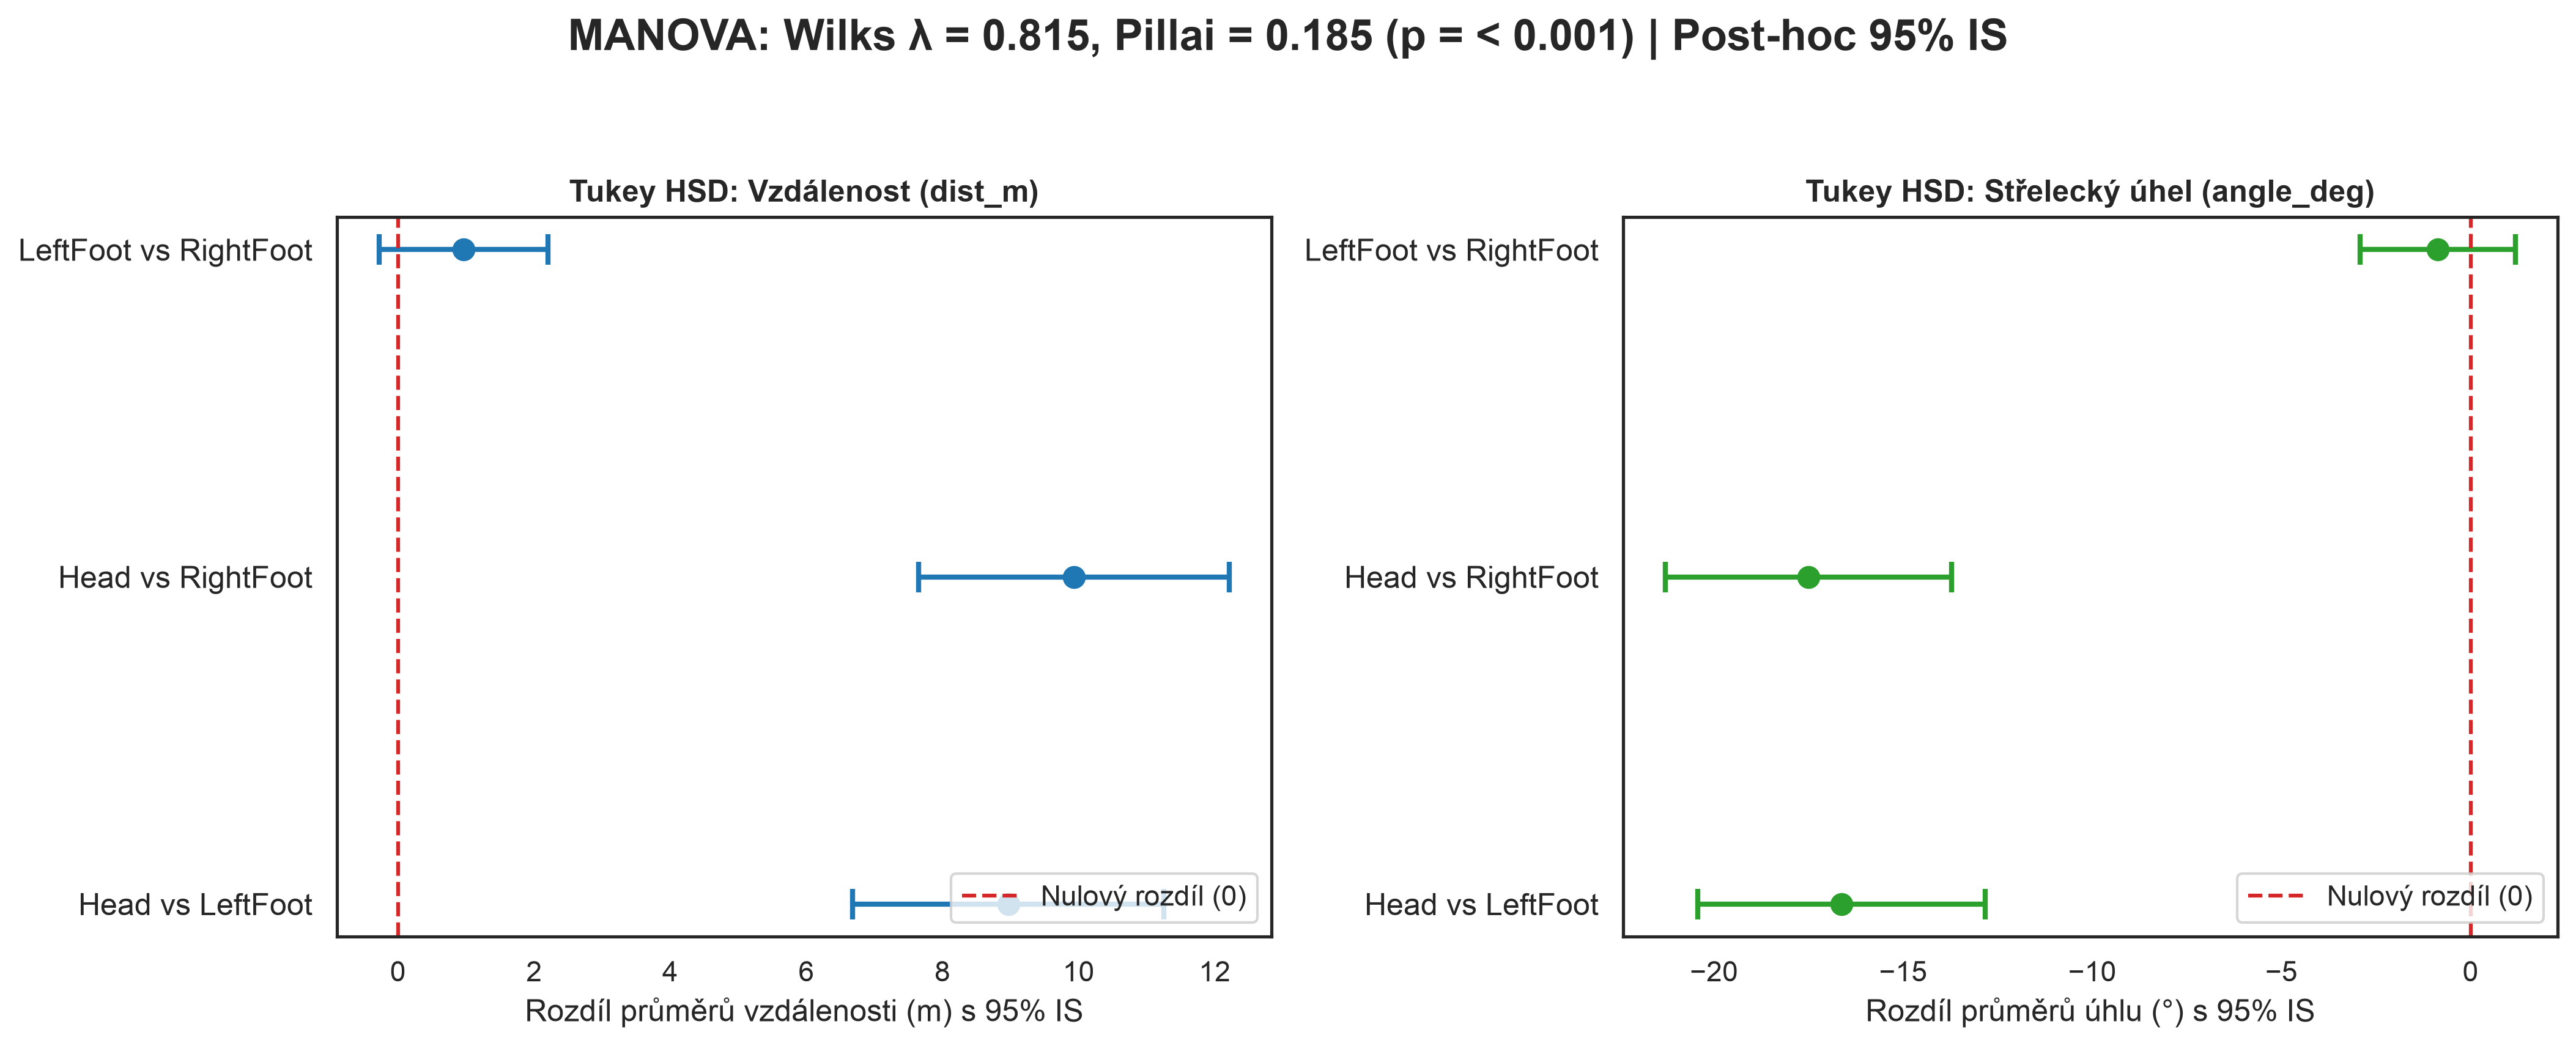 MANOVA: Wilks λ = 0.815, Pillai = 0.185 (p = < 0.001) | Post-hoc 95% IS
Tukey HSD: Vzdálenost (dist_m)
LeftFoot vs RightFoot
Head vs RightFoot
Head vs LeftFoot
Nulový rozdíl (0)
0 2 4 6 8 10 12
Rozdíl průměrů vzdálenosti (m) s 95% IS
Tukey HSD: Střelecký úhel (angle_deg)
LeftFoot vs RightFoot
Head vs RightFoot
Head vs LeftFoot
Nulový rozdíl (0)
−20 −15 −10 −5 0
Rozdíl průměrů úhlu (°) s 95% IS